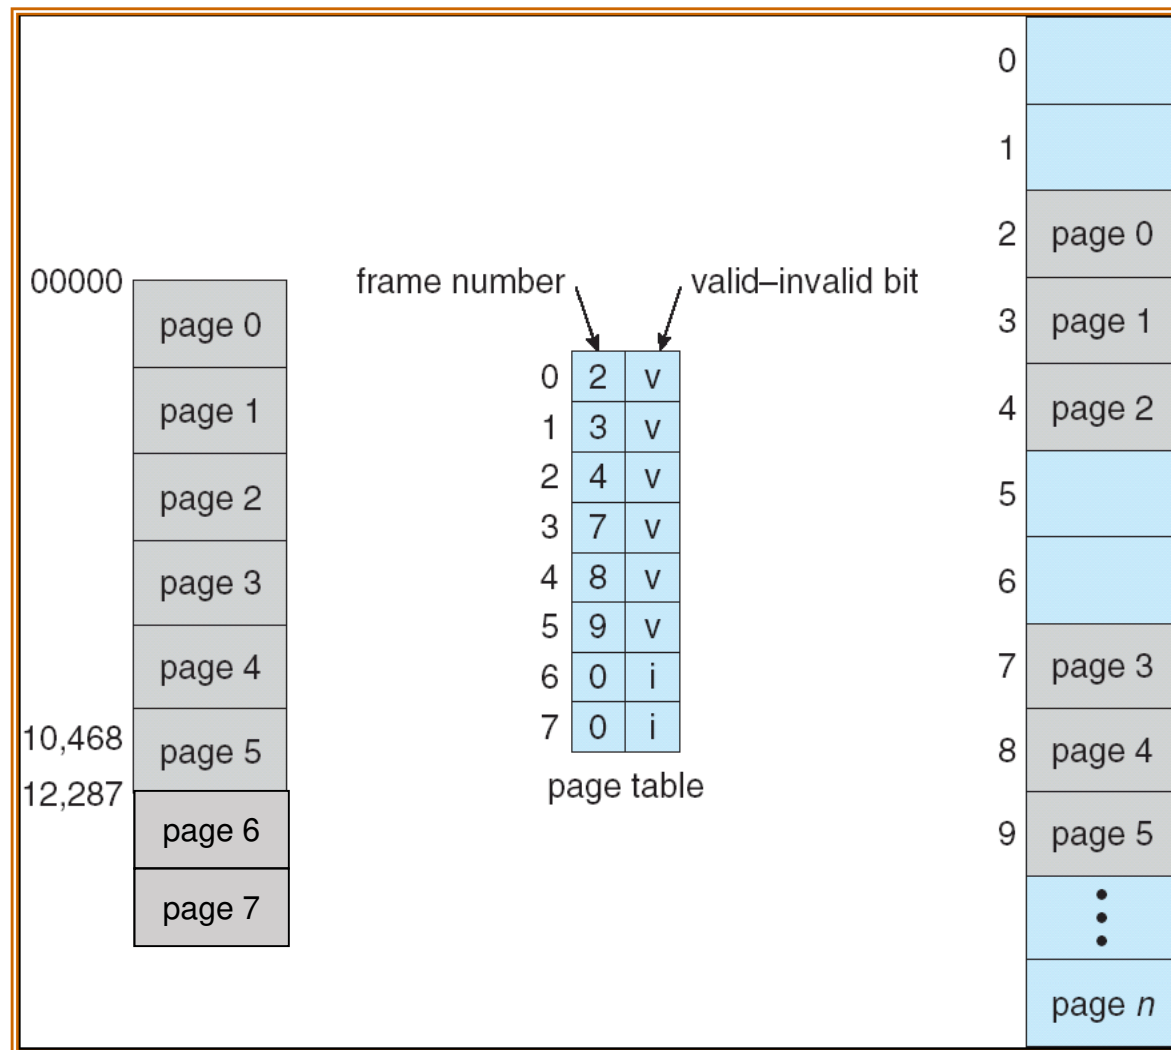 00000
page 0
page 1
page 2
page 3
page 4
10,468
page 5
12,287
page 6
page 7
frame number
valid–invalid bit
0 2 v
1 3 v
2 4 v
3 7 v
4 8 v
5 9 v
6 0 i
7 0 i
page table
0
1
2 page 0
3 page 1
4 page 2
5
6
7 page 3
8 page 4
9 page 5
page n